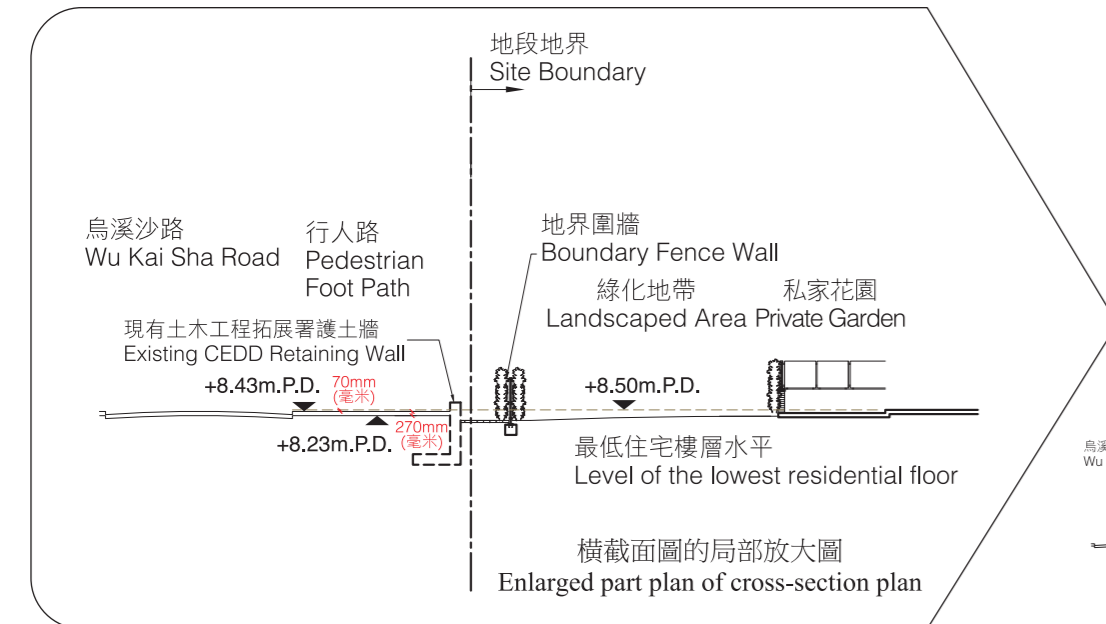 地段地界
Site Boundary
烏溪沙路
Wu Kai Sha Road
行人路
Pedestrian
Foot Path
地界圍牆
Boundary Fence Wall
綠化地帶
Landscaped Area
私家花園
Private Garden
現有土木工程拓展署護土牆
Existing CEDD Retaining Wall
+8.43m.P.D.
70mm
(毫米)
+8.50m.P.D.
+8.23m.P.D.
270mm
(毫米)
最低住宅樓層水平
Level of the lowest residential floor
橫截面圖的局部放大圖
Enlarged part plan of cross-section plan
烏溪
Wu